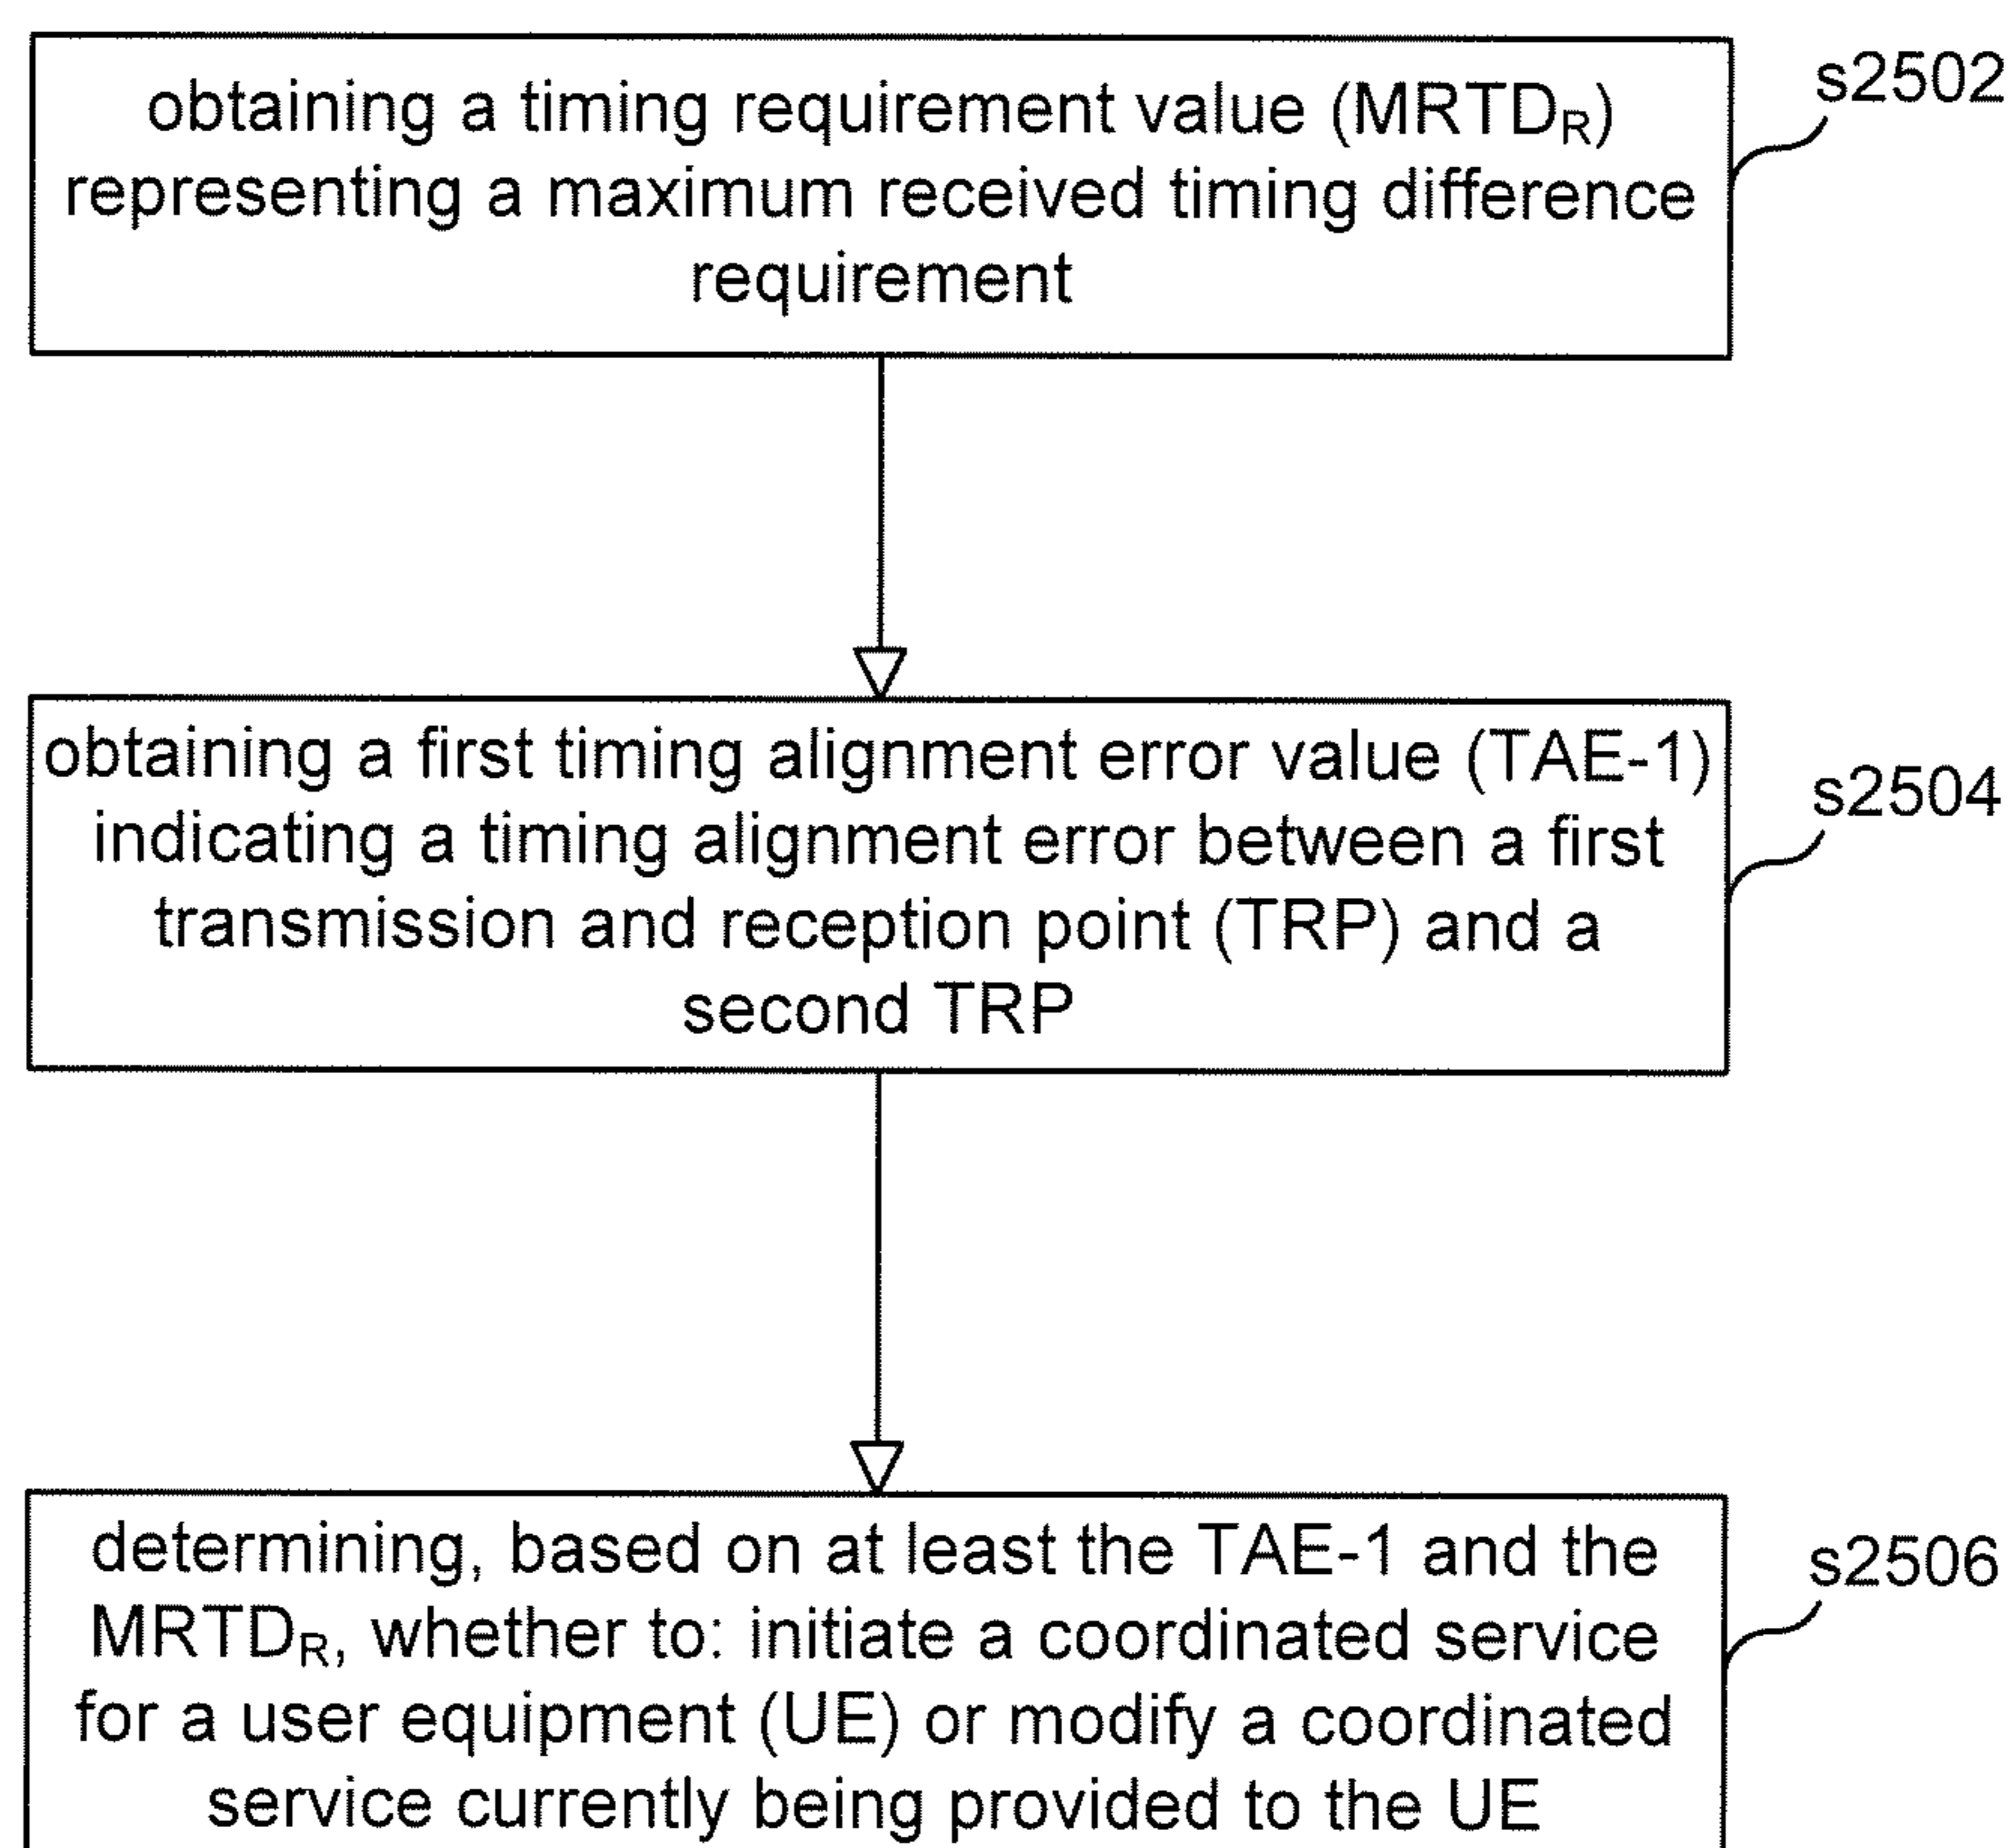 obtaining a timing requirement value (MRTDR)
representing a maximum received timing difference
requirement
s2502
obtaining a first timing alignment error value (TAE-1)
indicating a timing alignment error between a first
transmission and reception point (TRP) and a
second TRP
s2504
determining, based on at least the TAE-1 and the
MRTDR, whether to: initiate a coordinated service
for a user equipment (UE) or modify a coordinated
service currently being provided to the UE
s2506